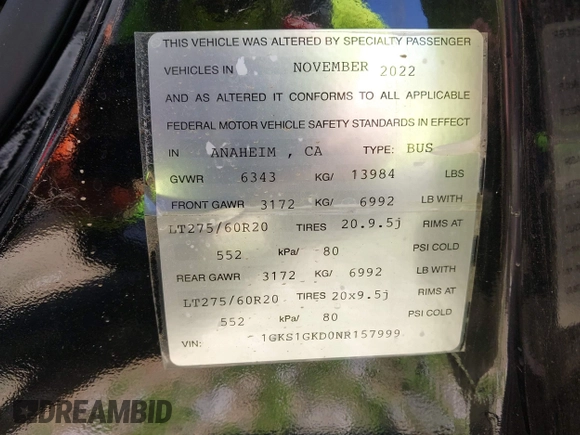 THIS VEHICLE WAS ALTERED BY SPECIALTY PASSENGER
VEHICLES IN NOVEMBER 2022
AND AS ALTERED IT CONFORMS TO ALL APPLICABLE
FEDERAL MOTOR VEHICLE SAFETY STANDARDS IN EFFECT
IN ANAHEIM , CA TYPE: BUS
GVWR 6343 KG/ 13984 LBS
FRONT GAWR 3172 KG/ 6992 LB WITH
LT275/60R20 TIRES 20.9.5j RIMS AT
552 kPa/ 80 PSI COLD
REAR GAWR 3172 KG/ 6992 LB WITH
LT275/60R20 TIRES 20x9.5j RIMS AT
552 kPa/ 80 PSI COLD
VIN: 1GKS1GKD0NR157999
DREAMBID